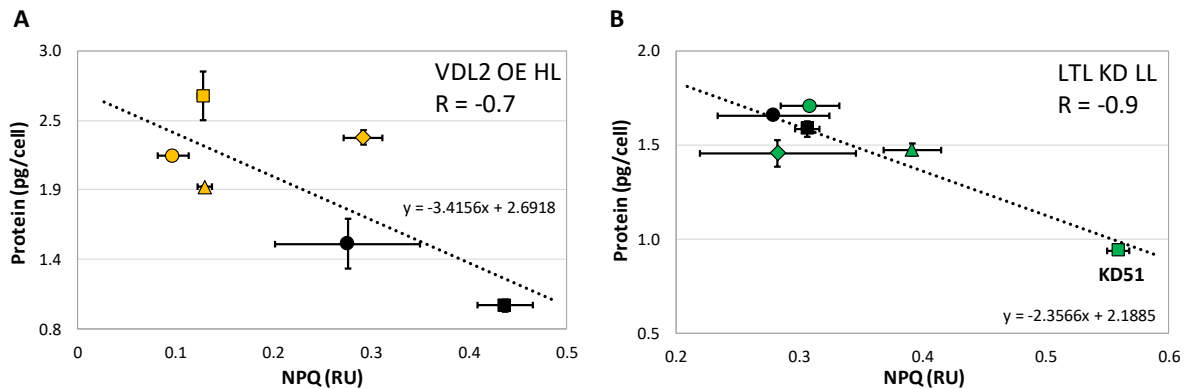 A
VDL2 OE HL
R = -0.7
y = -3.4156x + 2.6918
Protein (pg/cell)
3.0
2.5
1.9
1.4
0.8
0
0.1
0.2
0.3
0.4
0.5
NPQ (RU)
B
LTL KD LL
R = -0.9
KD51
y = -2.3566x + 2.1885
Protein (pg/cell)
2.0
1.5
1.0
0.5
0.2
0.3
0.4
0.5
0.6
NPQ (RU)